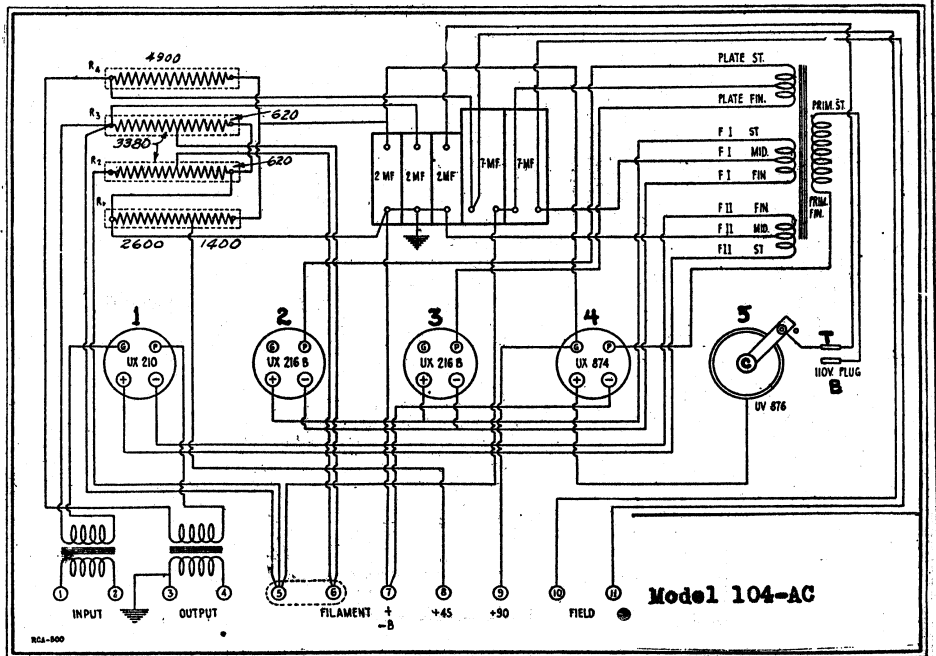 4900
R4
R3
620
3380
R2
620
R1
2600 1400
2 MF 2 MF 2 MF 7-MF 7-MF
PLATE ST.
PLATE FIN.
PRIM. ST.
F I ST
F I MID.
F I FIN
PRIM. FIN.
F II FIN
F II MID.
F II ST
1 2 3 4 5
G P G P G P G P C
UX 210 UX 216 B UX 216 B UX 874
+ − + − + − + −
T
110V. PLUG
B
UV 876
1 2 3 4 5 6 7 8 9 10 11
INPUT OUTPUT FILAMENT + -B +45 +90 FIELD
Model 104-AC
RCA-500